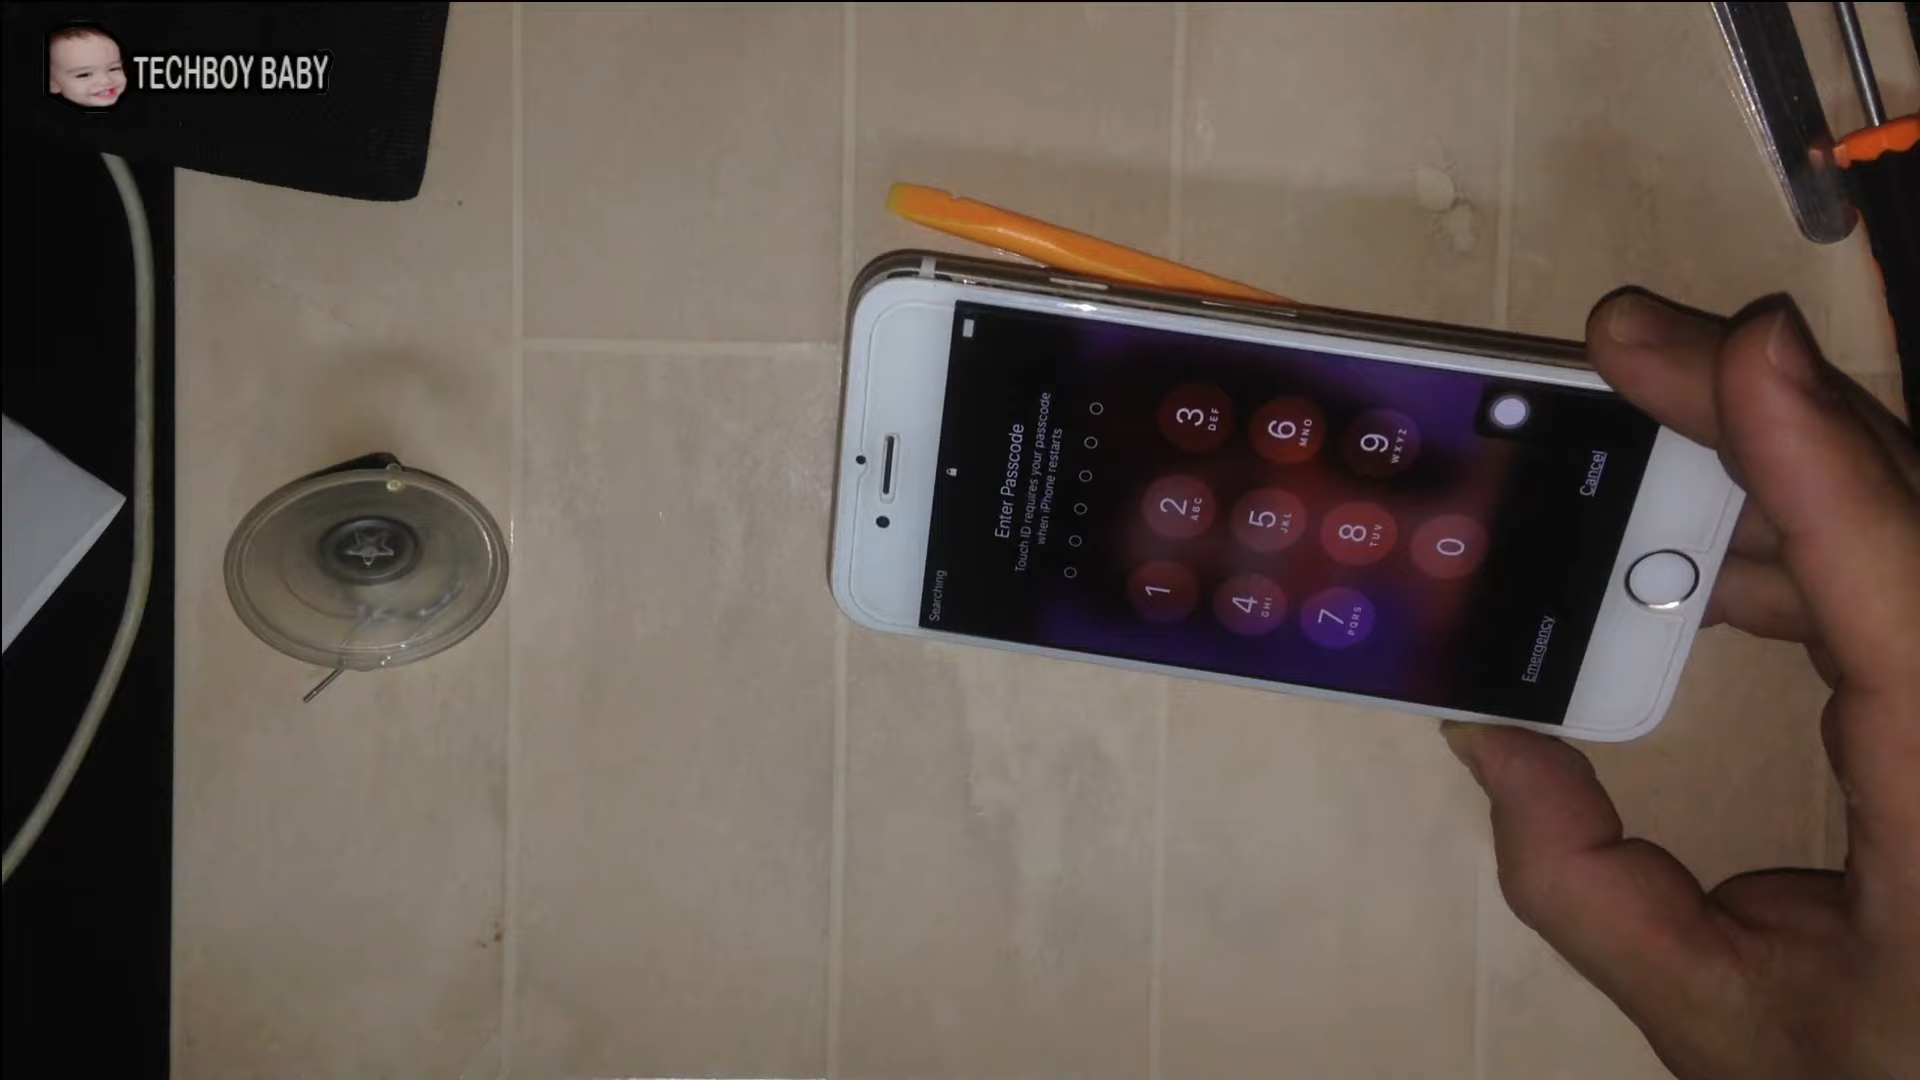 TECHBOY BABY
Searching
Enter Passcode
Touch ID requires your passcode
when iPhone restarts
1
2
ABC
3
DEF
4
GHI
5
JKL
6
MNO
7
PQRS
8
TUV
9
WXYZ
0
Emergency
Cancel